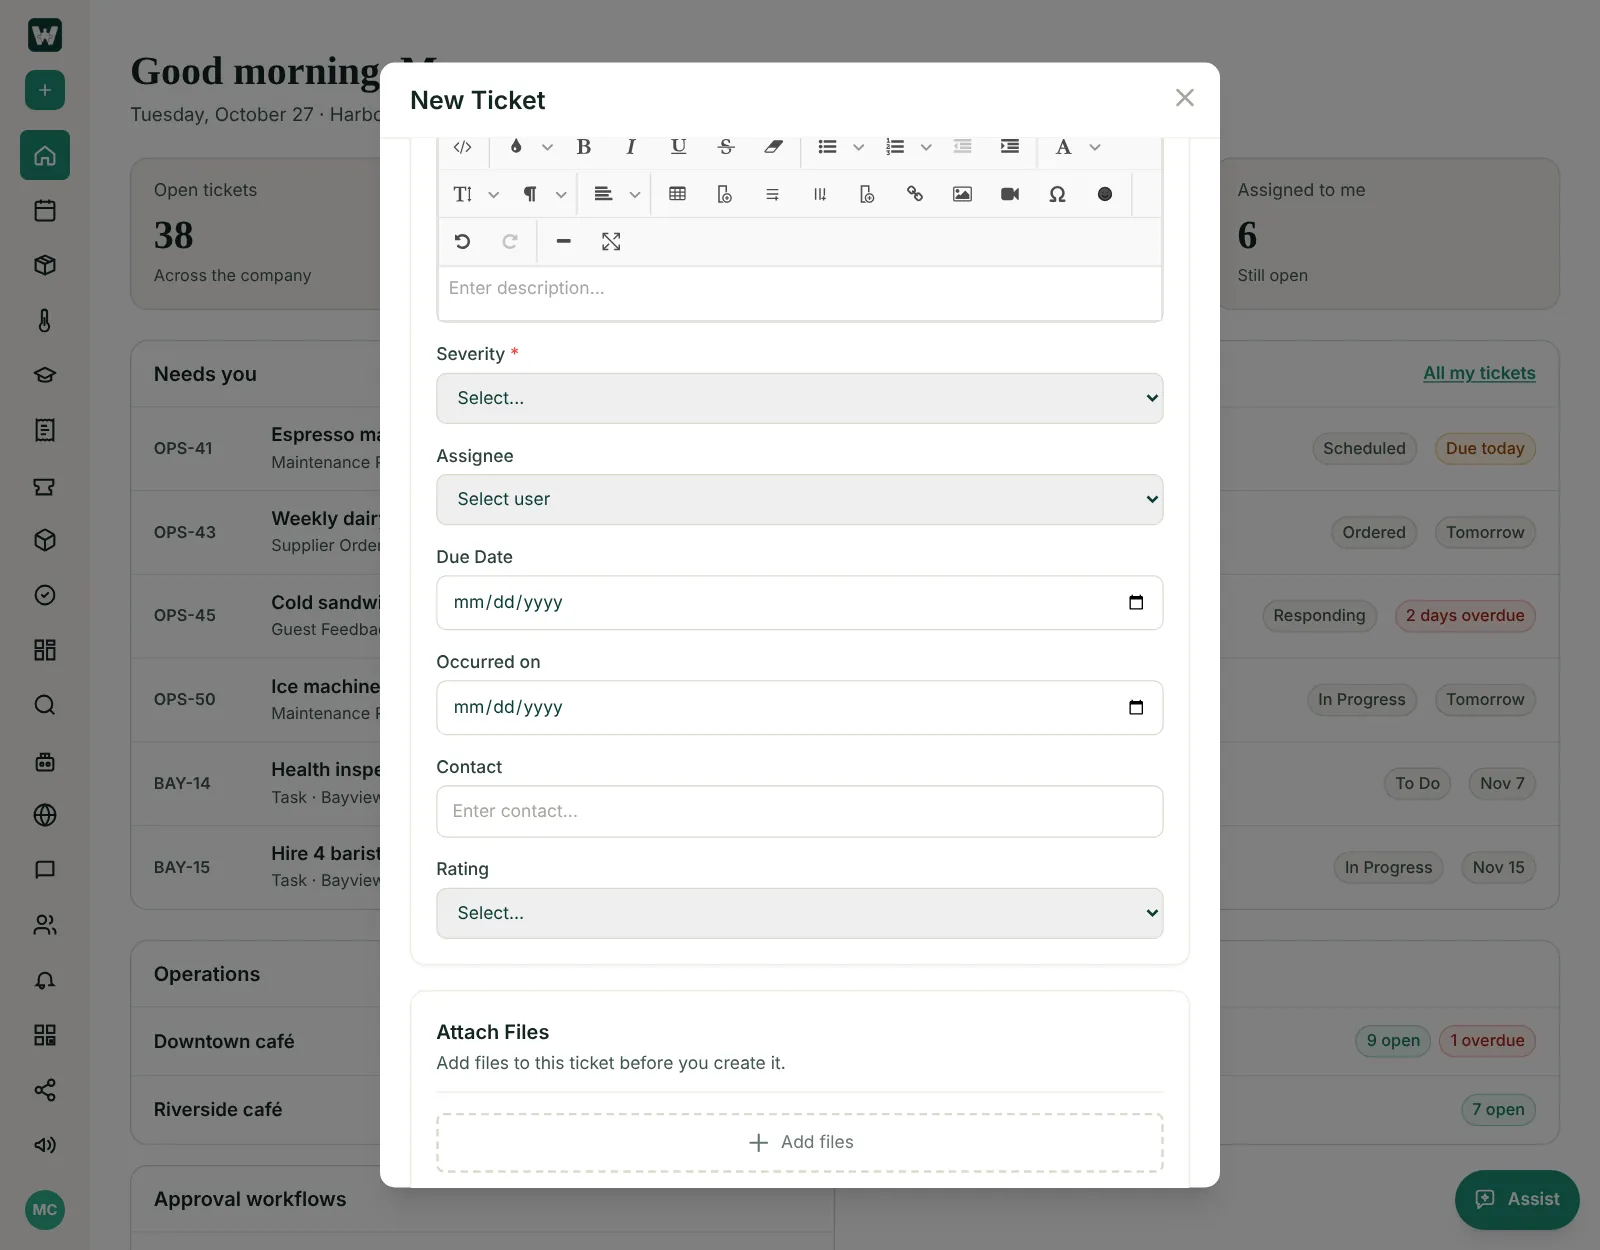 W
Good morning, M
Tuesday, October 27 · Harbo
Open tickets
38
Across the company
Assigned to me
6
Still open
Needs you
All my tickets
OPS-41
Espresso ma
Maintenance R
Scheduled
Due today
OPS-43
Weekly dair
Supplier Order
Ordered
Tomorrow
OPS-45
Cold sandwi
Guest Feedba
Responding
2 days overdue
OPS-50
Ice machine
Maintenance R
In Progress
Tomorrow
BAY-14
Health inspe
Task · Bayview
To Do
Nov 7
BAY-15
Hire 4 barist
Task · Bayview
In Progress
Nov 15
Operations
Downtown café
9 open
1 overdue
Riverside café
7 open
Approval workflows
MC
Assist
New Ticket
Enter description...
Severity *
Select...
Assignee
Select user
Due Date
mm/dd/yyyy
Occurred on
mm/dd/yyyy
Contact
Enter contact...
Rating
Select...
Attach Files
Add files to this ticket before you create it.
Add files